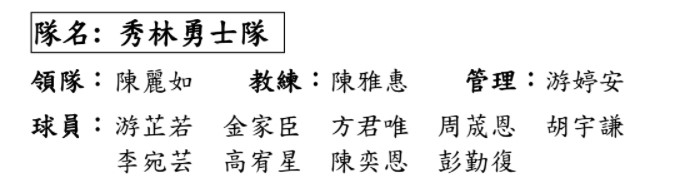 隊名：秀林勇士隊
領隊：陳麗如　教練：陳雅惠　管理：游婷安
球員：游芷若　金家臣　方君唯　周荿恩　胡宇謙
李宛芸　高宥星　陳奕恩　彭勤復